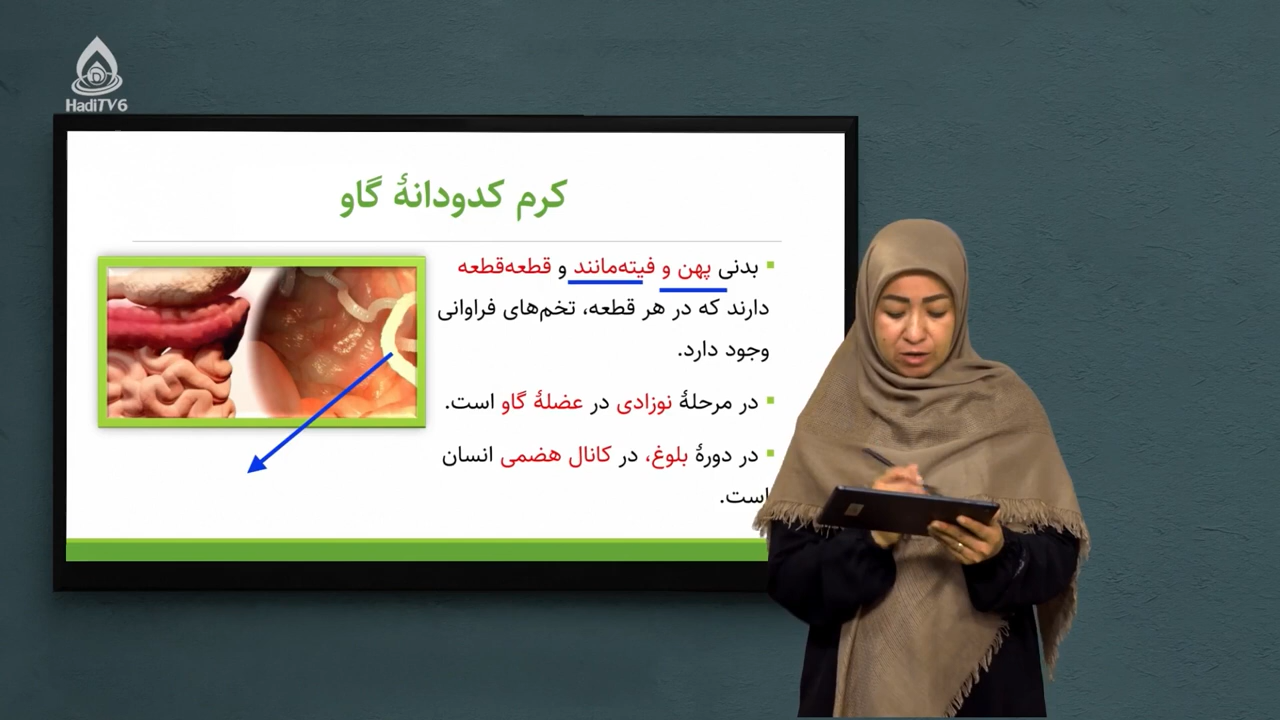 HadiTV6
کرم کدودانهٔ گاو
بدنی پهن و فیته‌مانند و قطعه‌قطعه
دارند که در هر قطعه، تخم‌های فراوانی
وجود دارد.
در مرحلهٔ نوزادی در عضلهٔ گاو است.
در دورهٔ بلوغ، در کانال هضمی انسان
است.